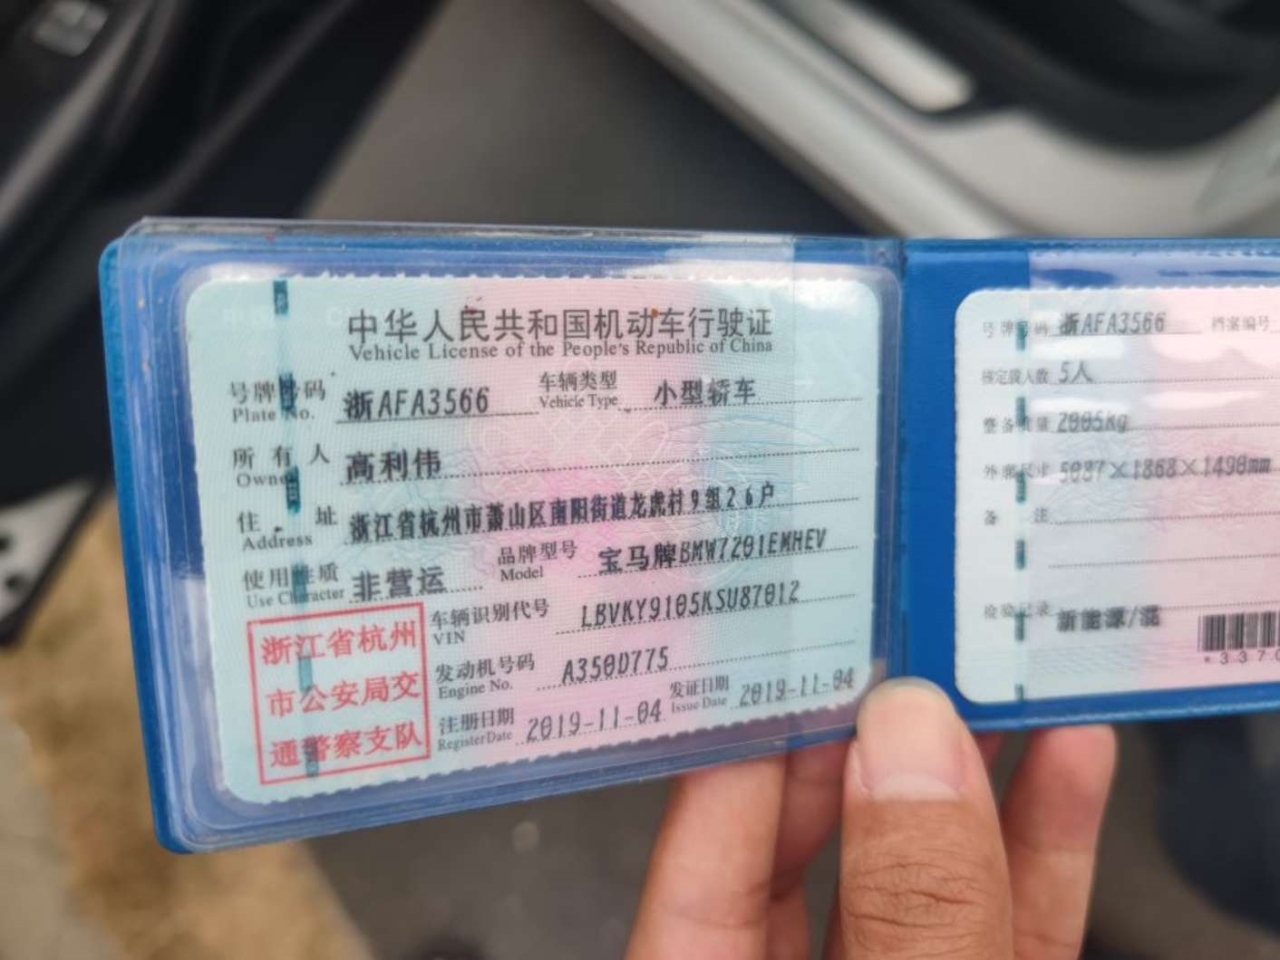 中华人民共和国机动车行驶证
Vehicle License of the People's Republic of China
号牌号码 浙AFA3566 车辆类型 小型轿车
Plate No. Vehicle Type
所有人 高利伟
Owner
住址 浙江省杭州市萧山区南阳街道龙虎村9组26户
Address
使用性质 非营运 品牌型号 宝马牌BMW7201EMHEV
Use Character Model
浙江省杭州
市公安局交
通警察支队
车辆识别代号 LBVKY9105KSU87012
VIN
发动机号码 A350D775
Engine No.
注册日期 2019-11-04 发证日期 2019-11-04
Register Date Issue Date
号牌号码 浙AFA3566 档案编号
核定载人数 5人
整备质量 2005kg
外廓尺寸 5087×1868×1490mm
备注
检验记录 新能源/混
*3370